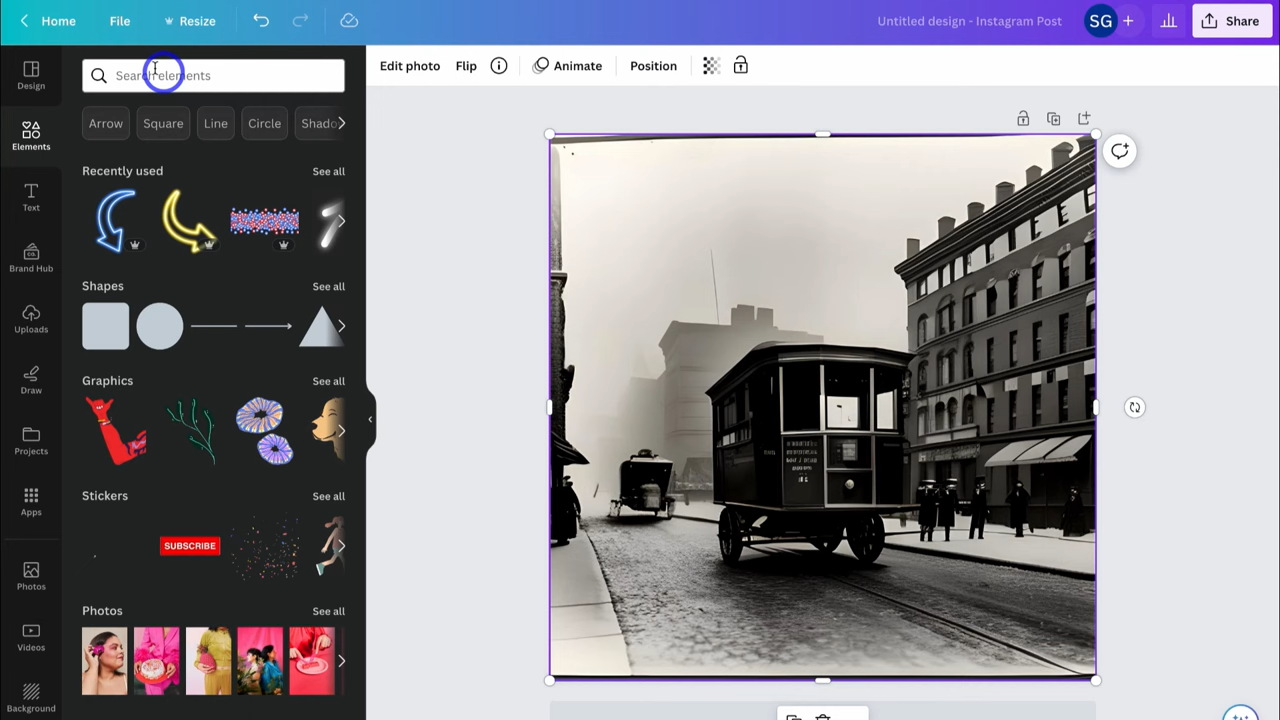 Home File Resize Untitled design - Instagram Post SG Share
Search elements
Edit photo Flip Animate Position
Design
Elements
Text
Brand Hub
Uploads
Draw
Projects
Apps
Photos
Videos
Background
Arrow Square Line Circle Shado
Recently used See all
Shapes See all
Graphics See all
Stickers See all
SUBSCRIBE
Photos See all